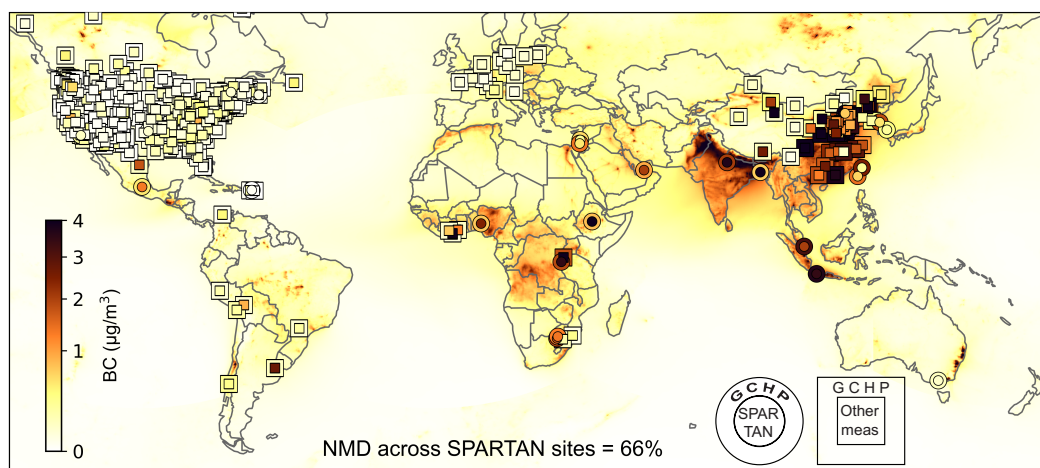 4
3
2
1
0
BC (μg/m³)
NMD across SPARTAN sites = 66%
GCHP
SPAR
TAN
GCHP
Other
meas